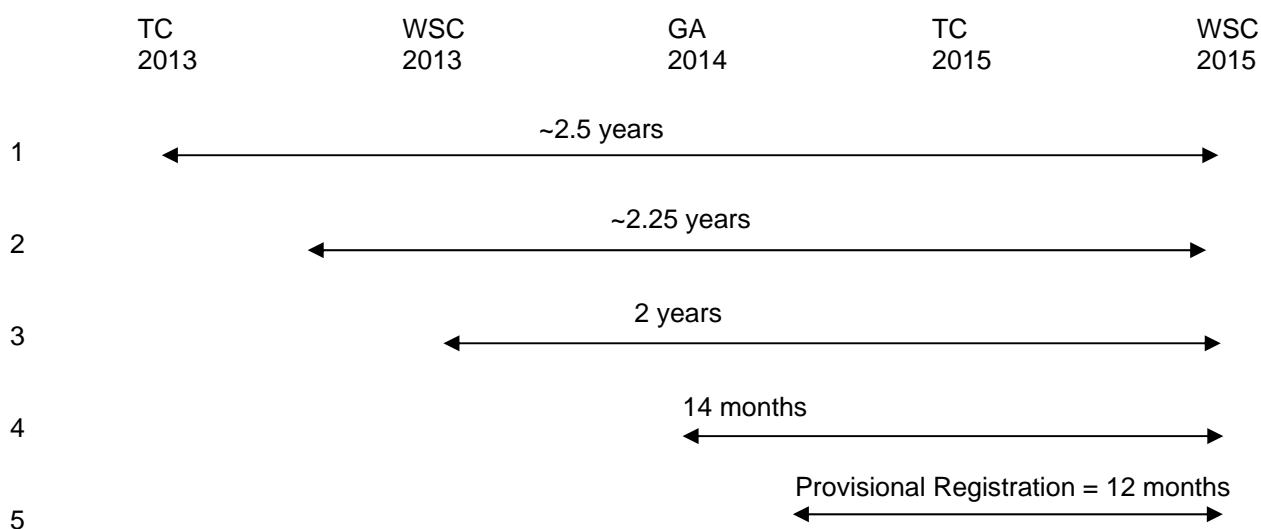 TC WSC GA TC WSC
2013 2013 2014 2015 2015
~2.5 years
1
~2.25 years
2
2 years
3
14 months
4
Provisional Registration = 12 months
5